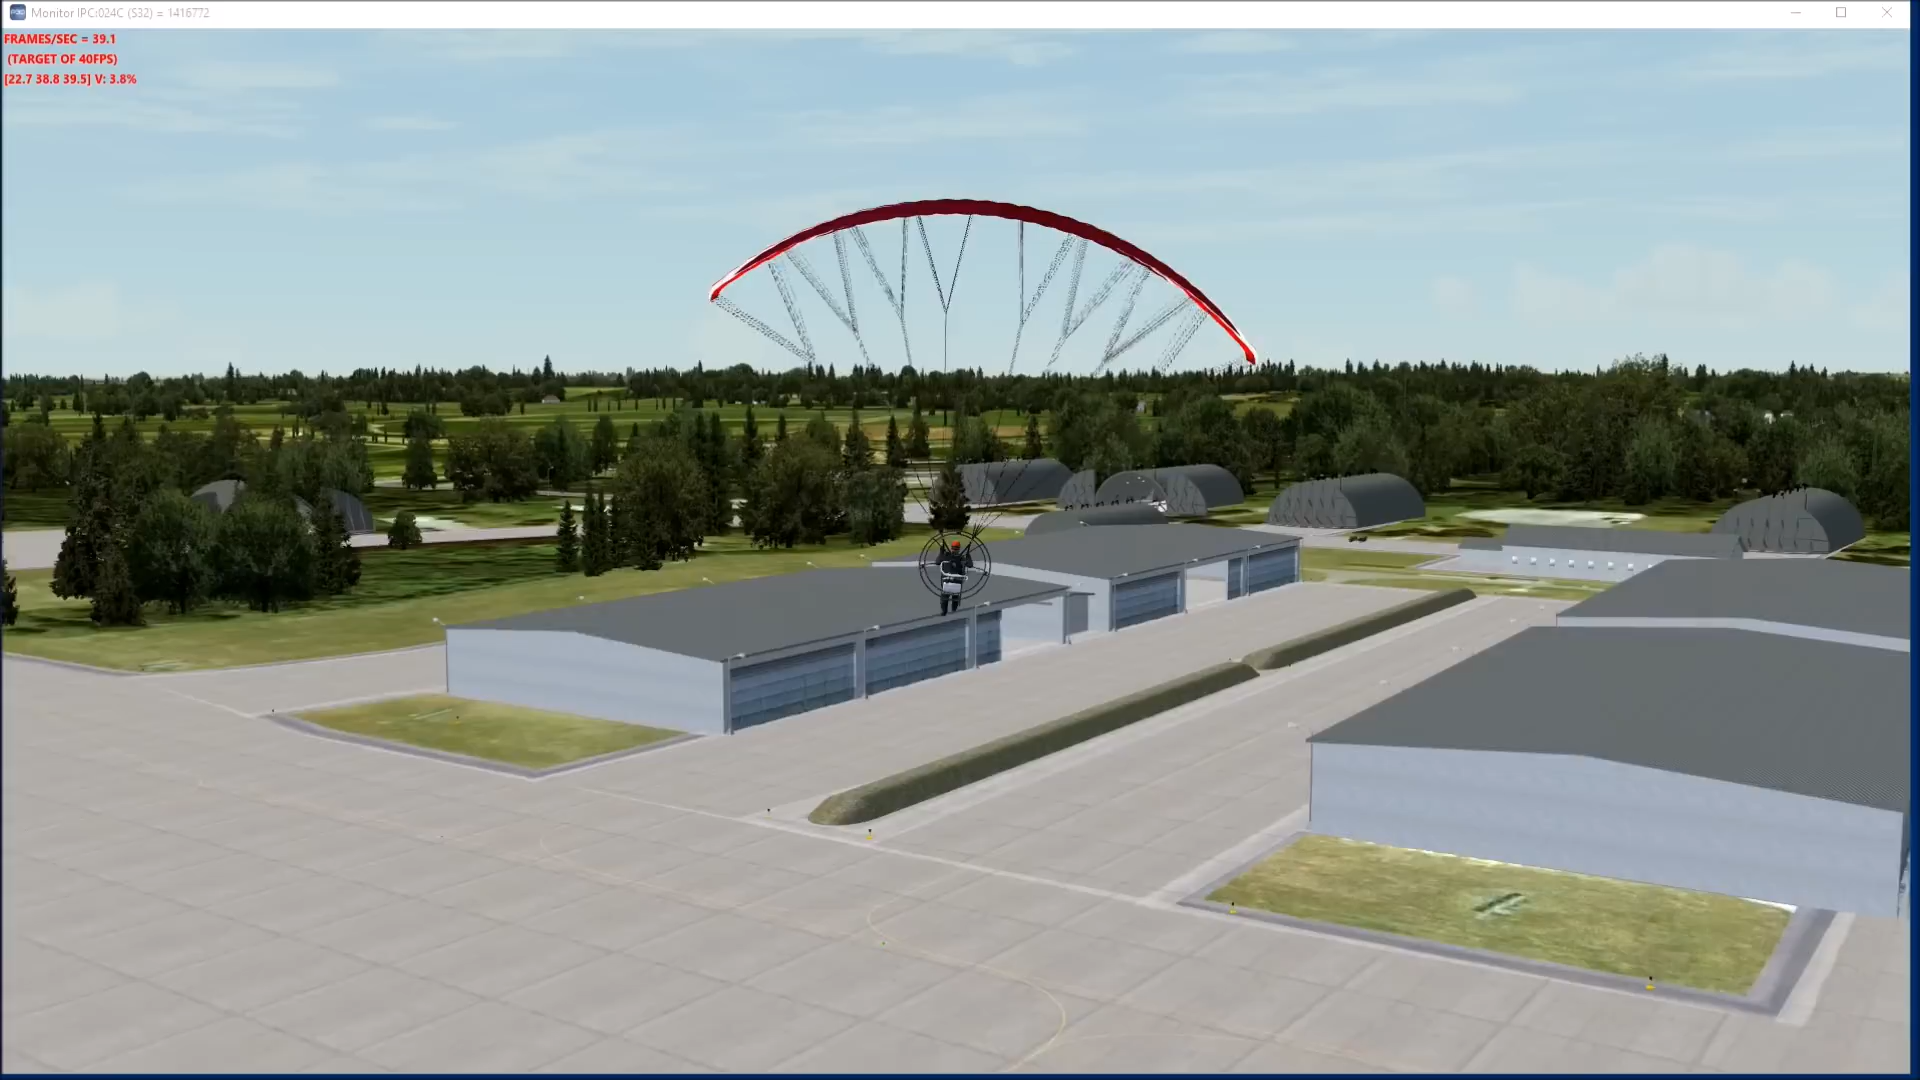 Monitor IPC:024C (S32) = 1416772
FRAMES/SEC = 39.1
(TARGET OF 40FPS)
[22.7 38.8 39.5] V: 3.8%